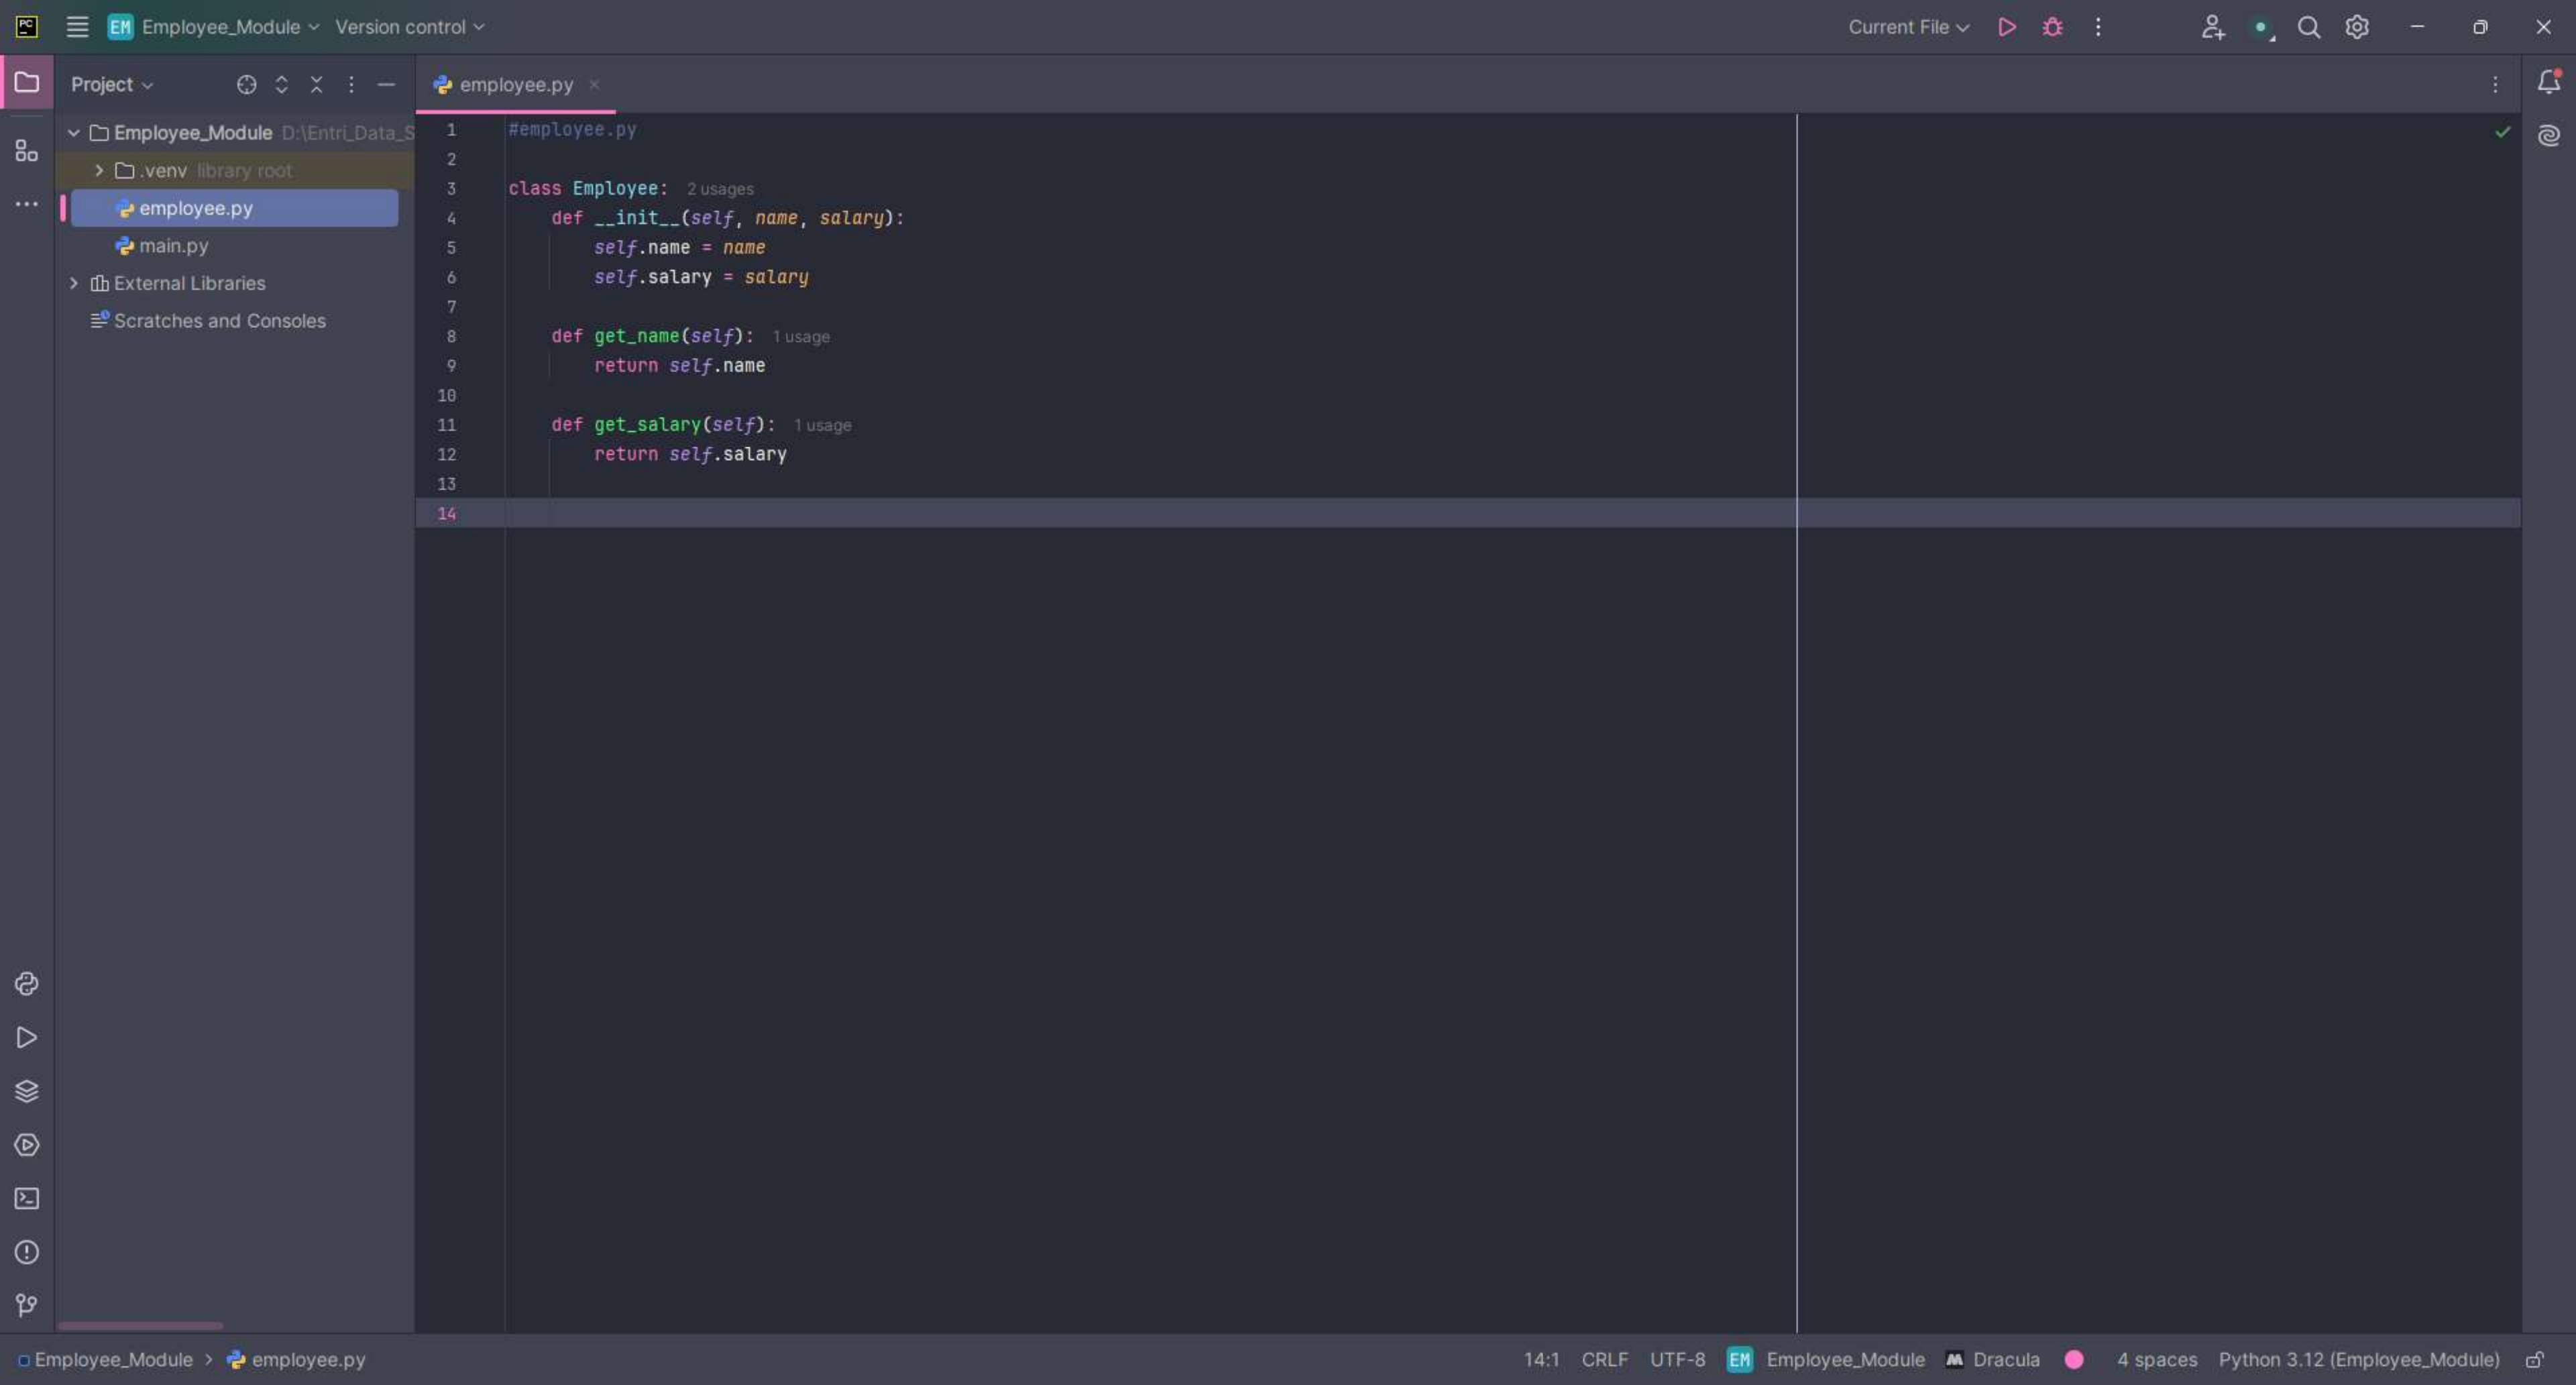 PC
EM Employee_Module Version control Current File
Project
employee.py
Employee_Module D:\Entri_Data_S
.venv library root
employee.py
main.py
External Libraries
Scratches and Consoles
1 #employee.py
2
3 class Employee: 2 usages
4 def __init__(self, name, salary):
5 self.name = name
6 self.salary = salary
7
8 def get_name(self): 1 usage
9 return self.name
10
11 def get_salary(self): 1 usage
12 return self.salary
13
14
Employee_Module > employee.py 14:1 CRLF UTF-8 EM Employee_Module Dracula 4 spaces Python 3.12 (Employee_Module)